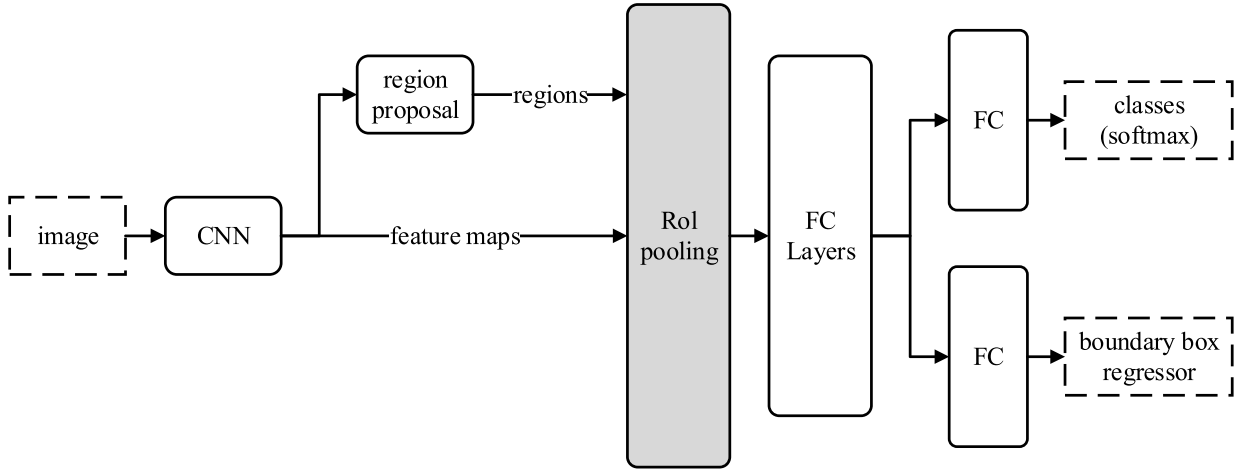 region
proposal
regions
image
CNN
feature maps
RoI
pooling
FC
Layers
FC
classes
(softmax)
FC
boundary box
regressor